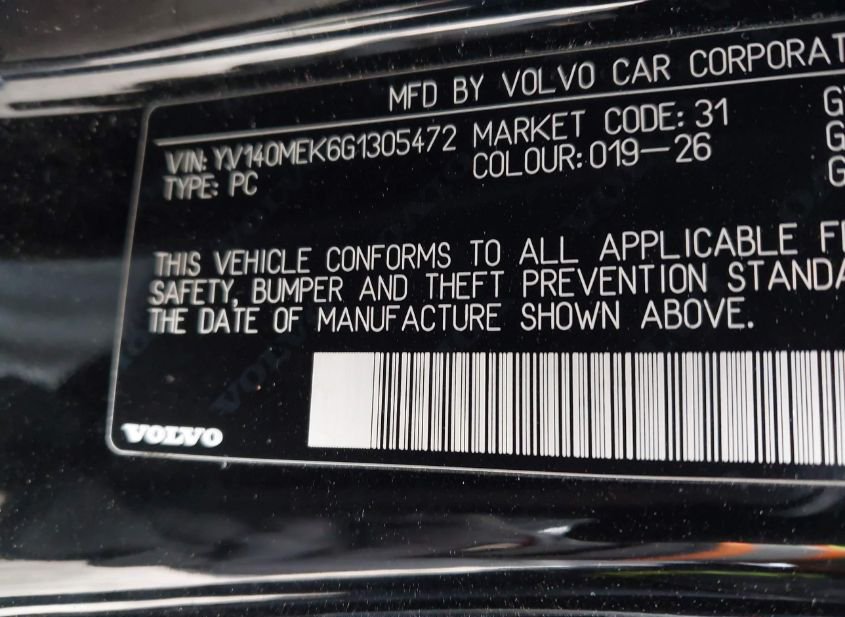 MFD BY VOLVO CAR CORPORAT
VIN: YV140MEK6G1305472 MARKET CODE: 31
TYPE: PC COLOUR: 019-26
THIS VEHICLE CONFORMS TO ALL APPLICABLE F
SAFETY, BUMPER AND THEFT PREVENTION STANDA
THE DATE OF MANUFACTURE SHOWN ABOVE.
VOLVO